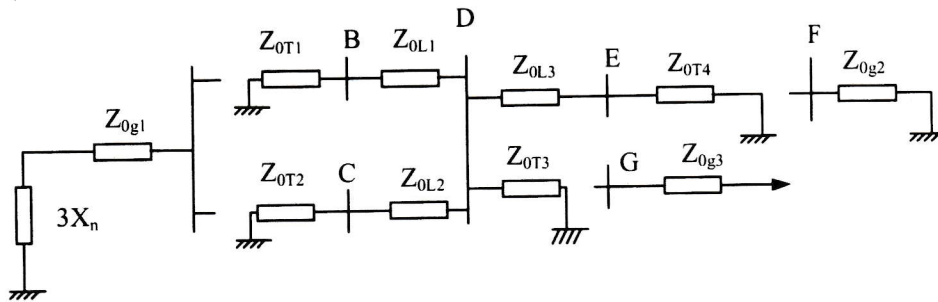 D
Z0T1 B Z0L1
F
Z0L3 E Z0T4 Z0g2
Z0g1
Z0T2 C Z0L2 Z0T3 G Z0g3
3Xn